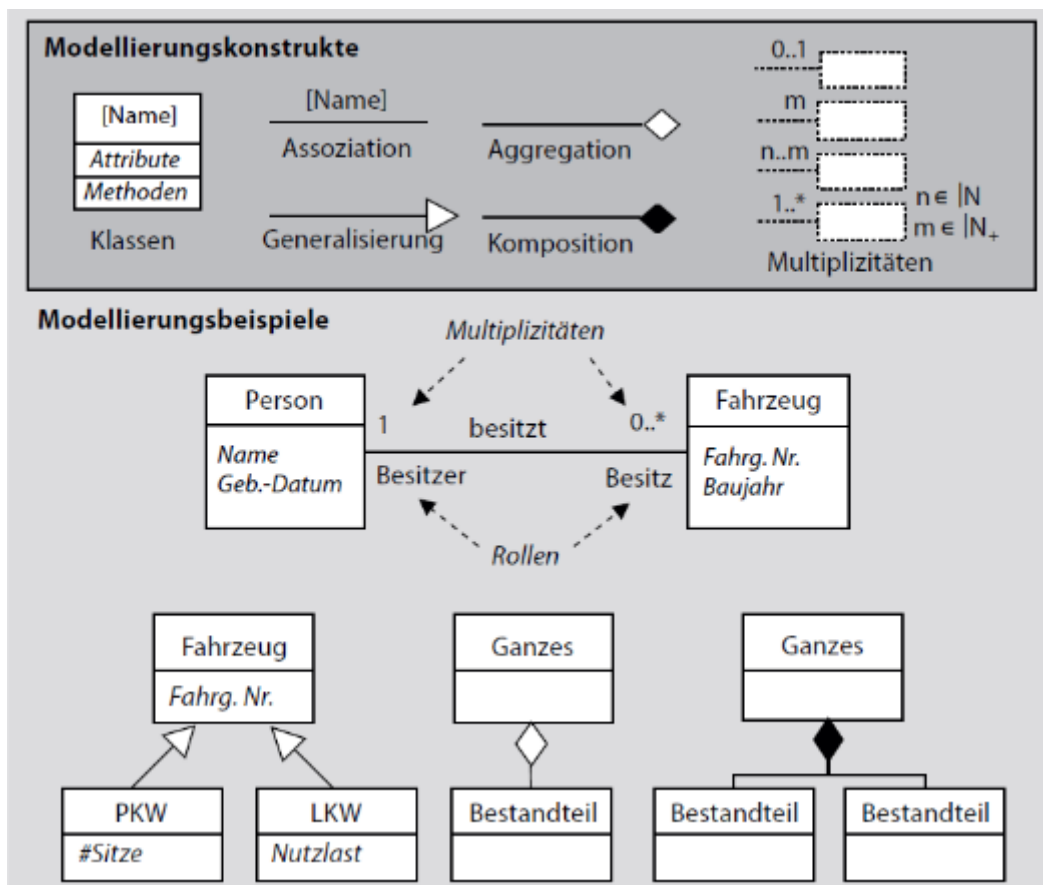 Modellierungskonstrukte
[Name]
Attribute
Methoden
Klassen
[Name]
Assoziation
Generalisierung
Aggregation
Komposition
0..1
m
n..m
1..*
n ∈ |N
m ∈ |N+
Multiplizitäten
Modellierungsbeispiele
Multiplizitäten
Person
Name
Geb.-Datum
1
besitzt
0..*
Besitzer
Besitz
Fahrzeug
Fahrg. Nr.
Baujahr
Rollen
Fahrzeug
Fahrg. Nr.
PKW
#Sitze
LKW
Nutzlast
Ganzes
Bestandteil
Ganzes
Bestandteil
Bestandteil